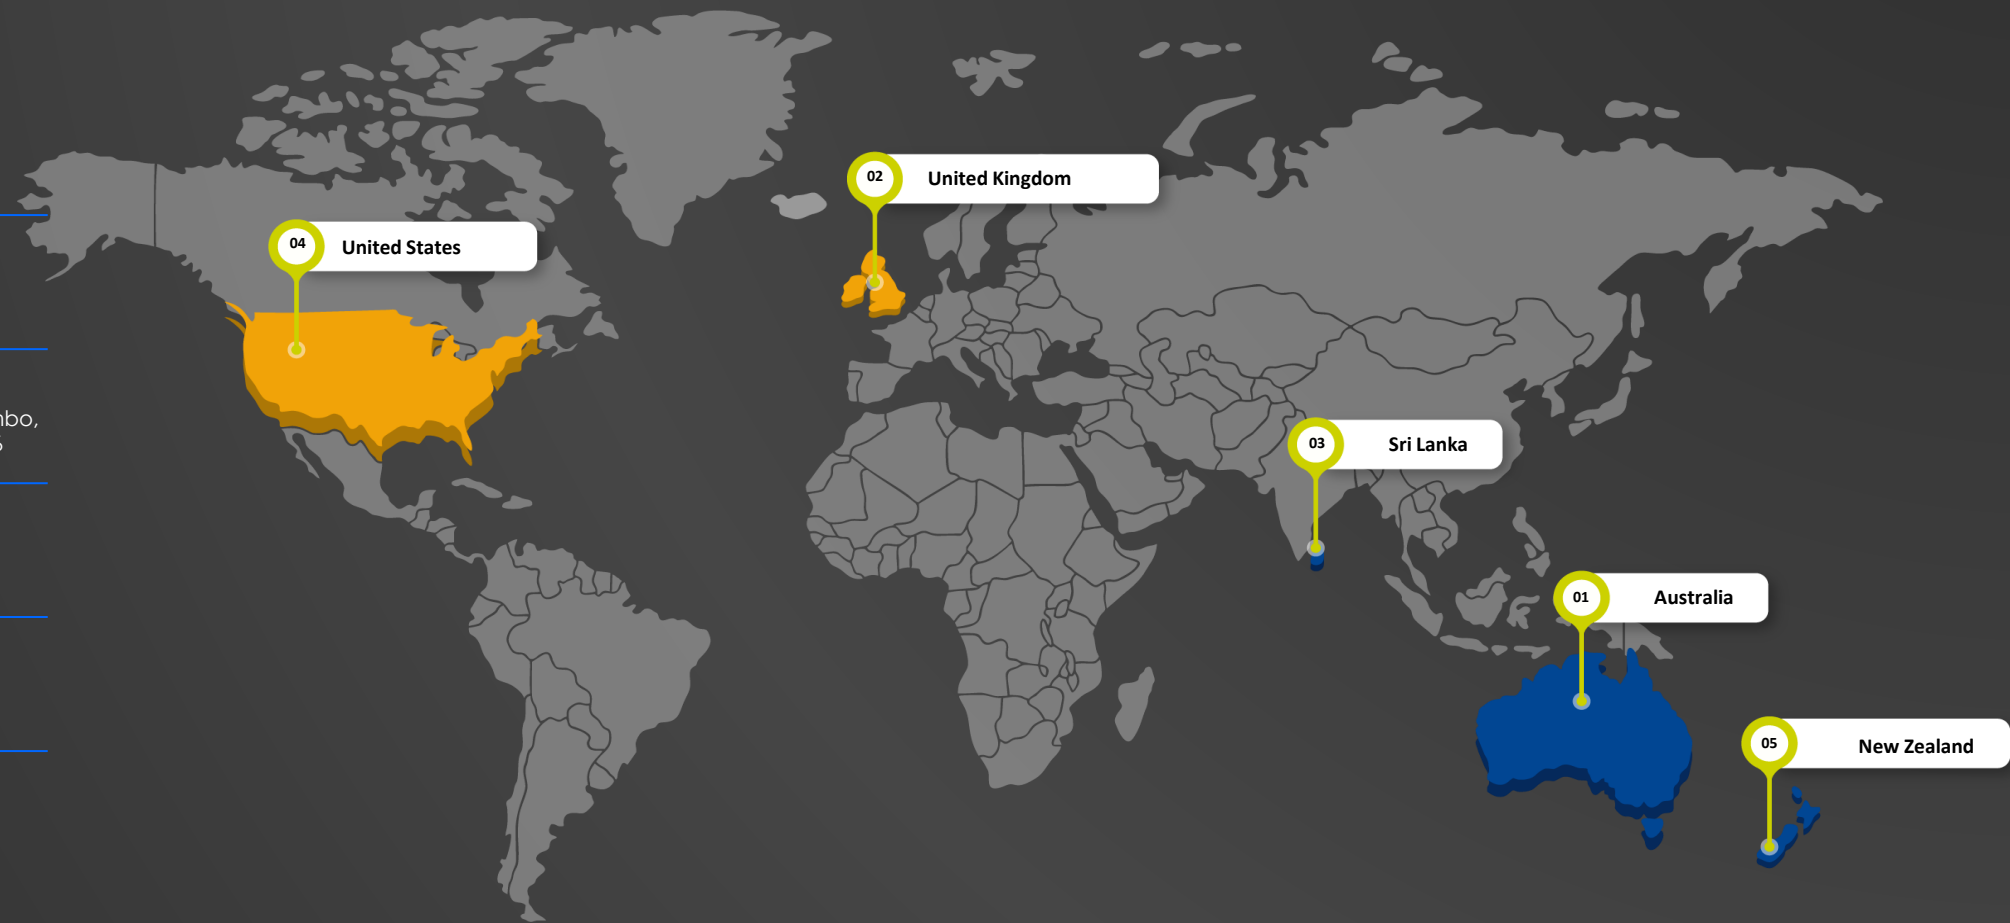 02
United Kingdom
04
United States
03
Sri Lanka
01
Australia
05
New Zealand